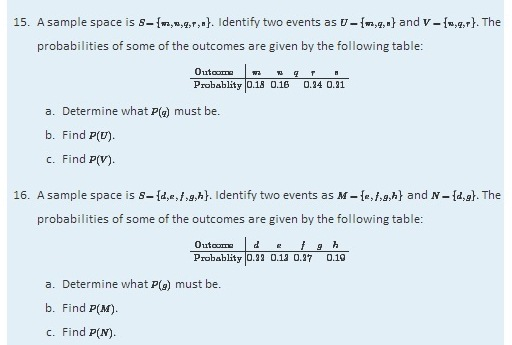 15. A sample space is S={m,n,q,r,s}. Identify two events as U={m,q,s} and V={n,q,r}. The
probabilities of some of the outcomes are given by the following table:
Outcome m n q r s
Probablity 0.18 0.16 0.24 0.21
a. Determine what P(q) must be.
b. Find P(U).
c. Find P(V).
16. A sample space is S={d,e,f,g,h}. Identify two events as M={e,f,g,h} and N={d,g}. The
probabilities of some of the outcomes are given by the following table:
Outcome d e f g h
Probablity 0.22 0.13 0.27 0.19
a. Determine what P(g) must be.
b. Find P(M).
c. Find P(N).